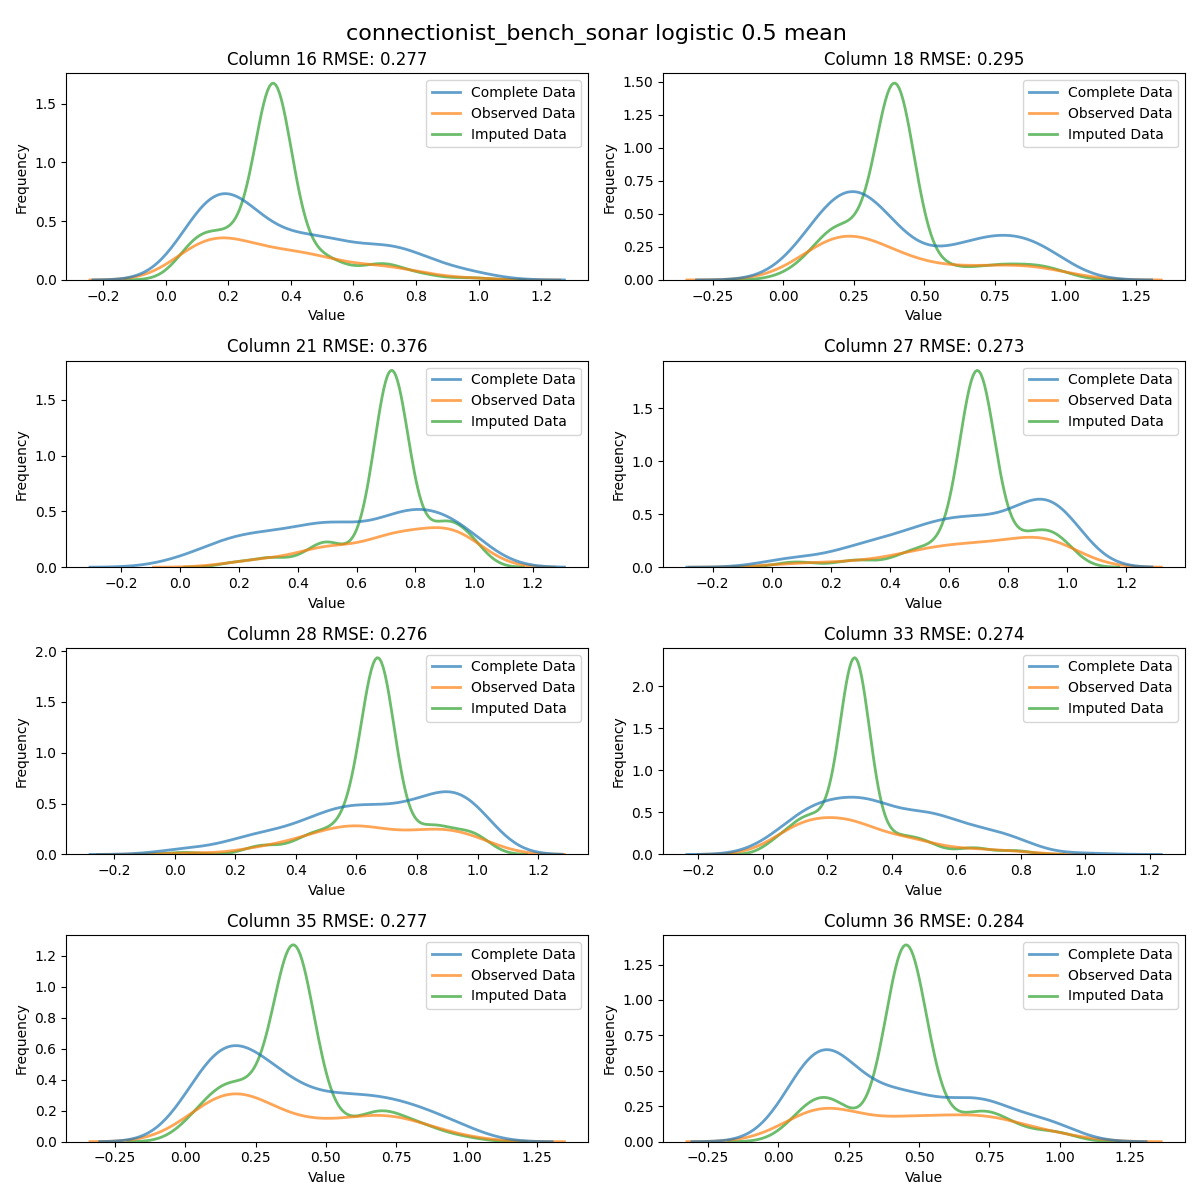 connectionist_bench_sonar logistic 0.5 mean
Column 16 RMSE: 0.277
Frequency
1.5
1.0
0.5
0.0
Complete Data
Observed Data
Imputed Data
−0.2 0.0 0.2 0.4 0.6 0.8 1.0 1.2
Value
Column 18 RMSE: 0.295
Frequency
1.50
1.25
1.00
0.75
0.50
0.25
0.00
Complete Data
Observed Data
Imputed Data
−0.25 0.00 0.25 0.50 0.75 1.00 1.25
Value
Column 21 RMSE: 0.376
Frequency
1.5
1.0
0.5
0.0
Complete Data
Observed Data
Imputed Data
−0.2 0.0 0.2 0.4 0.6 0.8 1.0 1.2
Value
Column 27 RMSE: 0.273
Frequency
1.5
1.0
0.5
0.0
Complete Data
Observed Data
Imputed Data
−0.2 0.0 0.2 0.4 0.6 0.8 1.0 1.2
Value
Column 28 RMSE: 0.276
Frequency
2.0
1.5
1.0
0.5
0.0
Complete Data
Observed Data
Imputed Data
−0.2 0.0 0.2 0.4 0.6 0.8 1.0 1.2
Value
Column 33 RMSE: 0.274
Frequency
2.0
1.5
1.0
0.5
0.0
Complete Data
Observed Data
Imputed Data
−0.2 0.0 0.2 0.4 0.6 0.8 1.0 1.2
Value
Column 35 RMSE: 0.277
Frequency
1.2
1.0
0.8
0.6
0.4
0.2
0.0
Complete Data
Observed Data
Imputed Data
−0.25 0.00 0.25 0.50 0.75 1.00 1.25
Value
Column 36 RMSE: 0.284
Frequency
1.25
1.00
0.75
0.50
0.25
0.00
Complete Data
Observed Data
Imputed Data
−0.25 0.00 0.25 0.50 0.75 1.00 1.25
Value